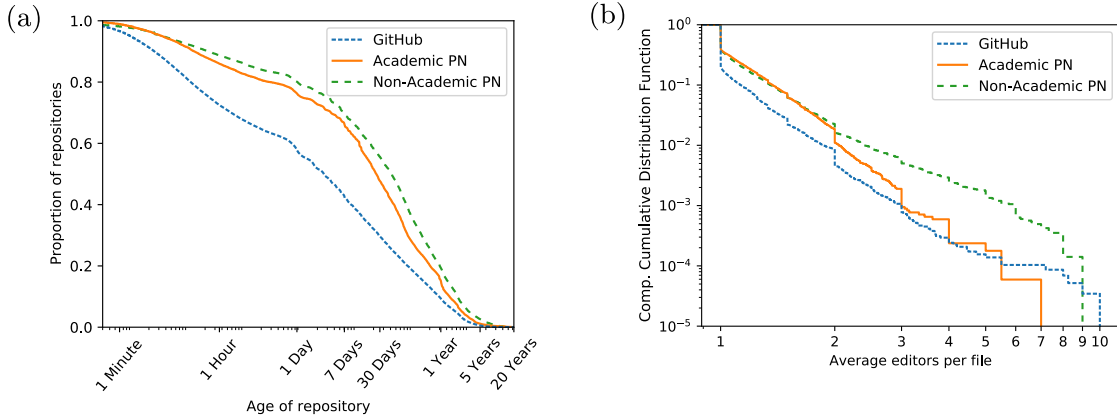 (a)
1.0
0.8
0.6
0.4
0.2
0.0
Proportion of repositories
GitHub
Academic PN
Non-Academic PN
1 Minute
1 Hour
1 Day
7 Days
30 Days
1 Year
5 Years
20 Years
Age of repository
(b)
10^0
10^-1
10^-2
10^-3
10^-4
10^-5
Comp. Cumulative Distribution Function
GitHub
Academic PN
Non-Academic PN
1 2 3 4 5 6 7 8 9 10
Average editors per file